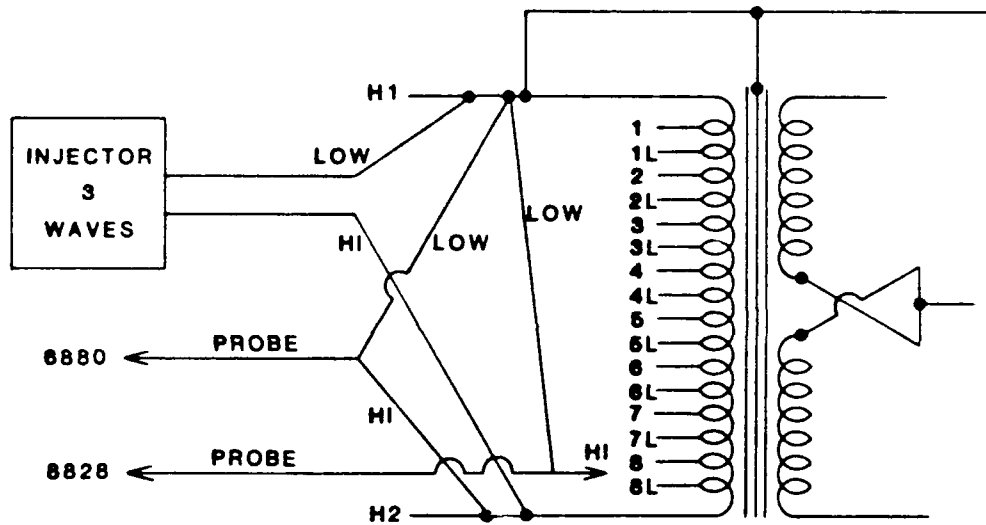 H1
INJECTOR
3
WAVES
LOW
HI
LOW
LOW
1
1L
2
2L
3
3L
4
4L
5
5L
6
6L
7
7L
8
8L
6880
PROBE
HI
6828
PROBE
HI
H2